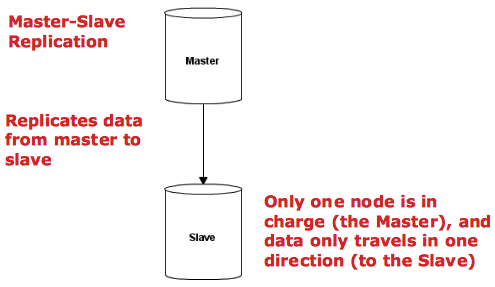 Master-Slave
Replication
Master
Replicates data
from master to
slave
Slave
Only one node is in
charge (the Master), and
data only travels in one
direction (to the Slave)